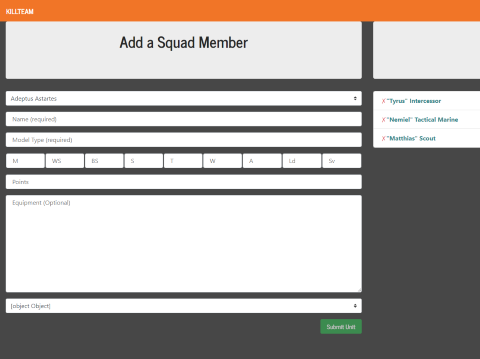 KILLTEAM
Add a Squad Member
Adeptus Astartes
Name (required)
Model Type (required)
M WS BS S T W A Ld Sv
Points
Equipment (Optional)
[object Object]
Submit Unit
X "Tyrus" Intercessor
X "Nemiel" Tactical Marine
X "Matthias" Scout